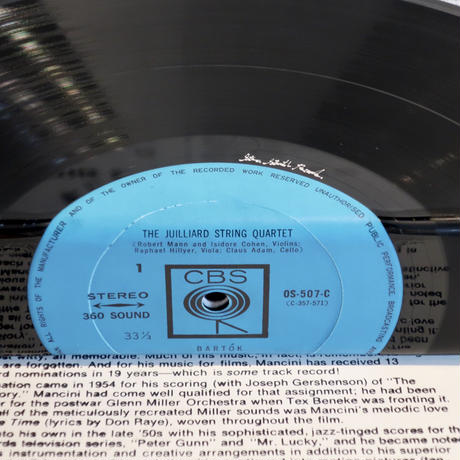 ALL RIGHTS OF THE MANUFACTURER AND OF THE OWNER OF THE RECORDED WORK RESERVED UNAUTHORISED PUBLIC PERFORMANCE, BROADCASTING
THE JUILLIARD STRING QUARTET
(Robert Mann and Isidore Cohen, Violins;
Raphael Hillyer, Viola; Claus Adam, Cello)
1
CBS
STEREO
360 SOUND
33⅓
OS-507-C
(C-357-571)
BARTÓK
all memorable. Much of his music, in fact, is
are forgotten. And for his music for films, Mancini has received 13
rd nominations in 19 years—which is some track record!
ation came in 1954 for his scoring (with Joseph Gershenson) of "The
ory." Mancini had come well qualified for that assignment; he had been
r for the postwar Glenn Miller Orchestra when Tex Beneke was fronting it.
ll of the meticulously recreated Miller sounds was Mancini's melodic love
e Time (lyrics by Don Raye), woven throughout the film.
nto his own in the late '50s with his sophisticated, jazz-tinged scores for th
rds television series, "Peter Gunn" and "Mr. Lucky," and he became noted
instrumentation and creative arrangements in addition to his superior